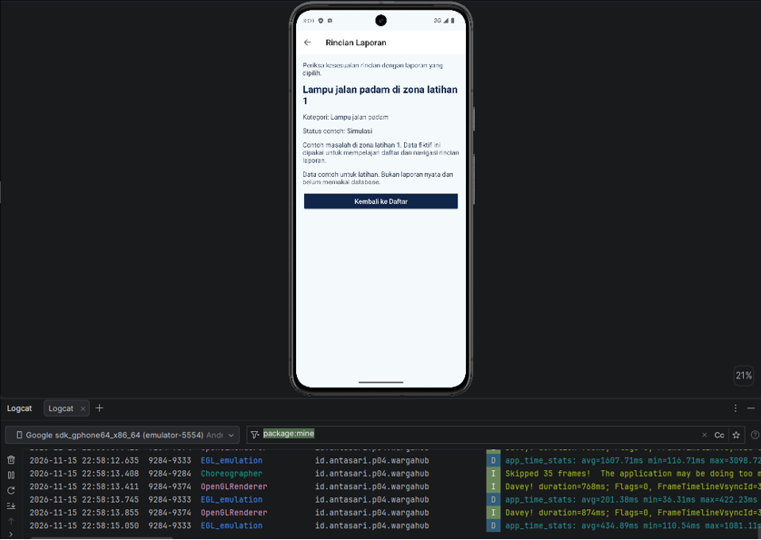 5G
Rincian Laporan
Periksa kesesuaian rincian dengan laporan yang
dipilih.
Lampu jalan padam di zona latihan
1
Kategori: Lampu jalan padam
Status contoh: Simulasi
Contoh masalah di zona latihan 1. Data fiktif ini
dipakai untuk mempelajari daftar dan navigasi rincian
laporan.
Data contoh untuk latihan. Bukan laporan nyata dan
belum memakai database.
Kembali ke Daftar
21%
Logcat Logcat
Google sdk_gphone64_x86_64 (emulator-5554) Andr package:mine Cc
2026-11-15 22:58:12.635 9284-9333 EGL_emulation id.antasari.p04.wargahub D app_time_stats: avg=1607.71ms min=116.71ms max=3098.72
2026-11-15 22:58:13.408 9284-9284 Choreographer id.antasari.p04.wargahub I Skipped 35 frames! The application may be doing too m
2026-11-15 22:58:13.411 9284-9374 OpenGLRenderer id.antasari.p04.wargahub I Davey! duration=768ms; Flags=0, FrameTimelineVsyncId=3
2026-11-15 22:58:13.745 9284-9333 EGL_emulation id.antasari.p04.wargahub D app_time_stats: avg=201.38ms min=36.31ms max=422.23ms
2026-11-15 22:58:13.855 9284-9374 OpenGLRenderer id.antasari.p04.wargahub I Davey! duration=874ms; Flags=0, FrameTimelineVsyncId=3
2026-11-15 22:58:15.050 9284-9333 EGL_emulation id.antasari.p04.wargahub D app_time_stats: avg=434.89ms min=110.54ms max=1081.11